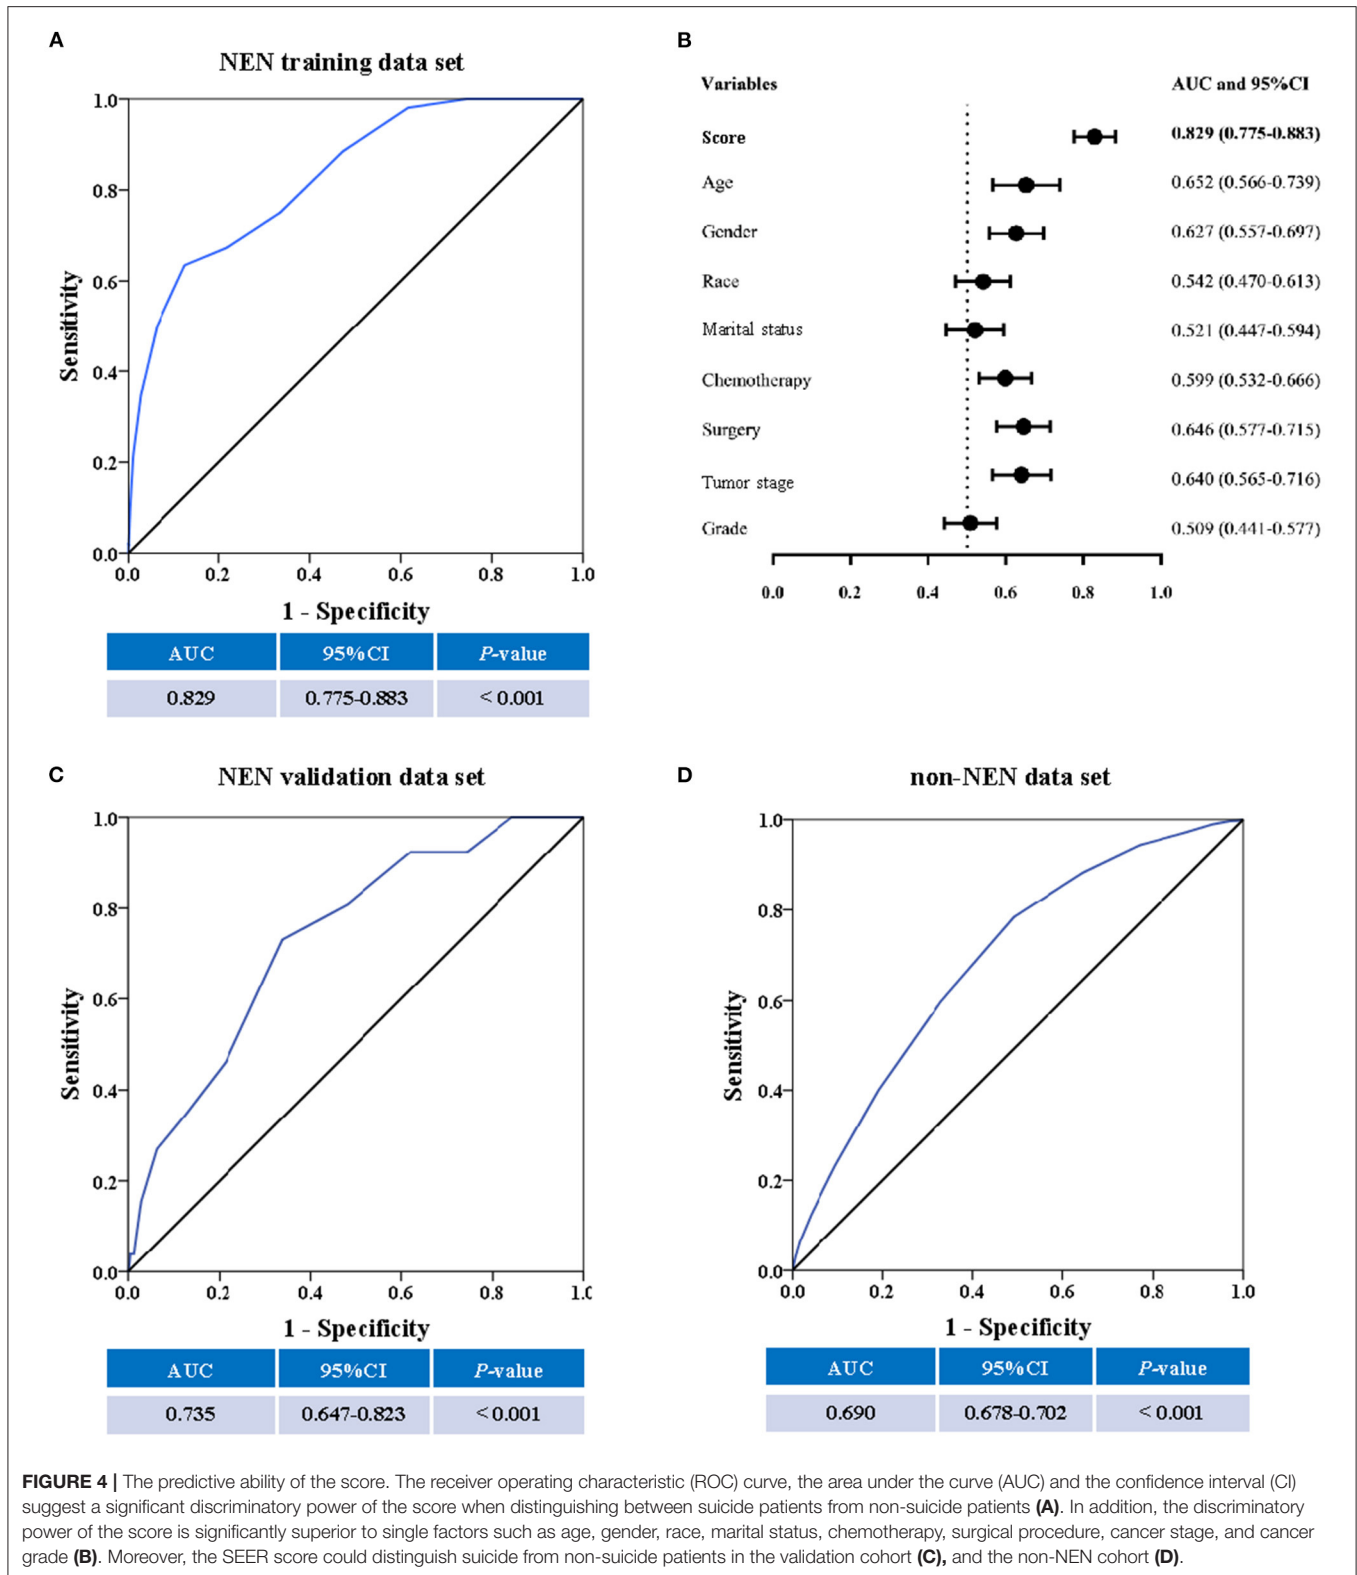 A
NEN training data set
1.0
0.8
0.6
0.4
0.2
0.0
Sensitivity
0.0 0.2 0.4 0.6 0.8 1.0
1 - Specificity
AUC 95%CI P-value
0.829 0.775-0.883 < 0.001
B
Variables AUC and 95%CI
Score 0.829 (0.775-0.883)
Age 0.652 (0.566-0.739)
Gender 0.627 (0.557-0.697)
Race 0.542 (0.470-0.613)
Marital status 0.521 (0.447-0.594)
Chemotherapy 0.599 (0.532-0.666)
Surgery 0.646 (0.577-0.715)
Tumor stage 0.640 (0.565-0.716)
Grade 0.509 (0.441-0.577)
0.0 0.2 0.4 0.6 0.8 1.0
C
NEN validation data set
1.0
0.8
0.6
0.4
0.2
0.0
Sensitivity
0.0 0.2 0.4 0.6 0.8 1.0
1 - Specificity
AUC 95%CI P-value
0.735 0.647-0.823 < 0.001
D
non-NEN data set
1.0
0.8
0.6
0.4
0.2
0.0
Sensitivity
0.0 0.2 0.4 0.6 0.8 1.0
1 - Specificity
AUC 95%CI P-value
0.690 0.678-0.702 < 0.001
FIGURE 4 | The predictive ability of the score. The receiver operating characteristic (ROC) curve, the area under the curve (AUC) and the confidence interval (CI)
suggest a significant discriminatory power of the score when distinguishing between suicide patients from non-suicide patients (A). In addition, the discriminatory
power of the score is significantly superior to single factors such as age, gender, race, marital status, chemotherapy, surgical procedure, cancer stage, and cancer
grade (B). Moreover, the SEER score could distinguish suicide from non-suicide patients in the validation cohort (C), and the non-NEN cohort (D).